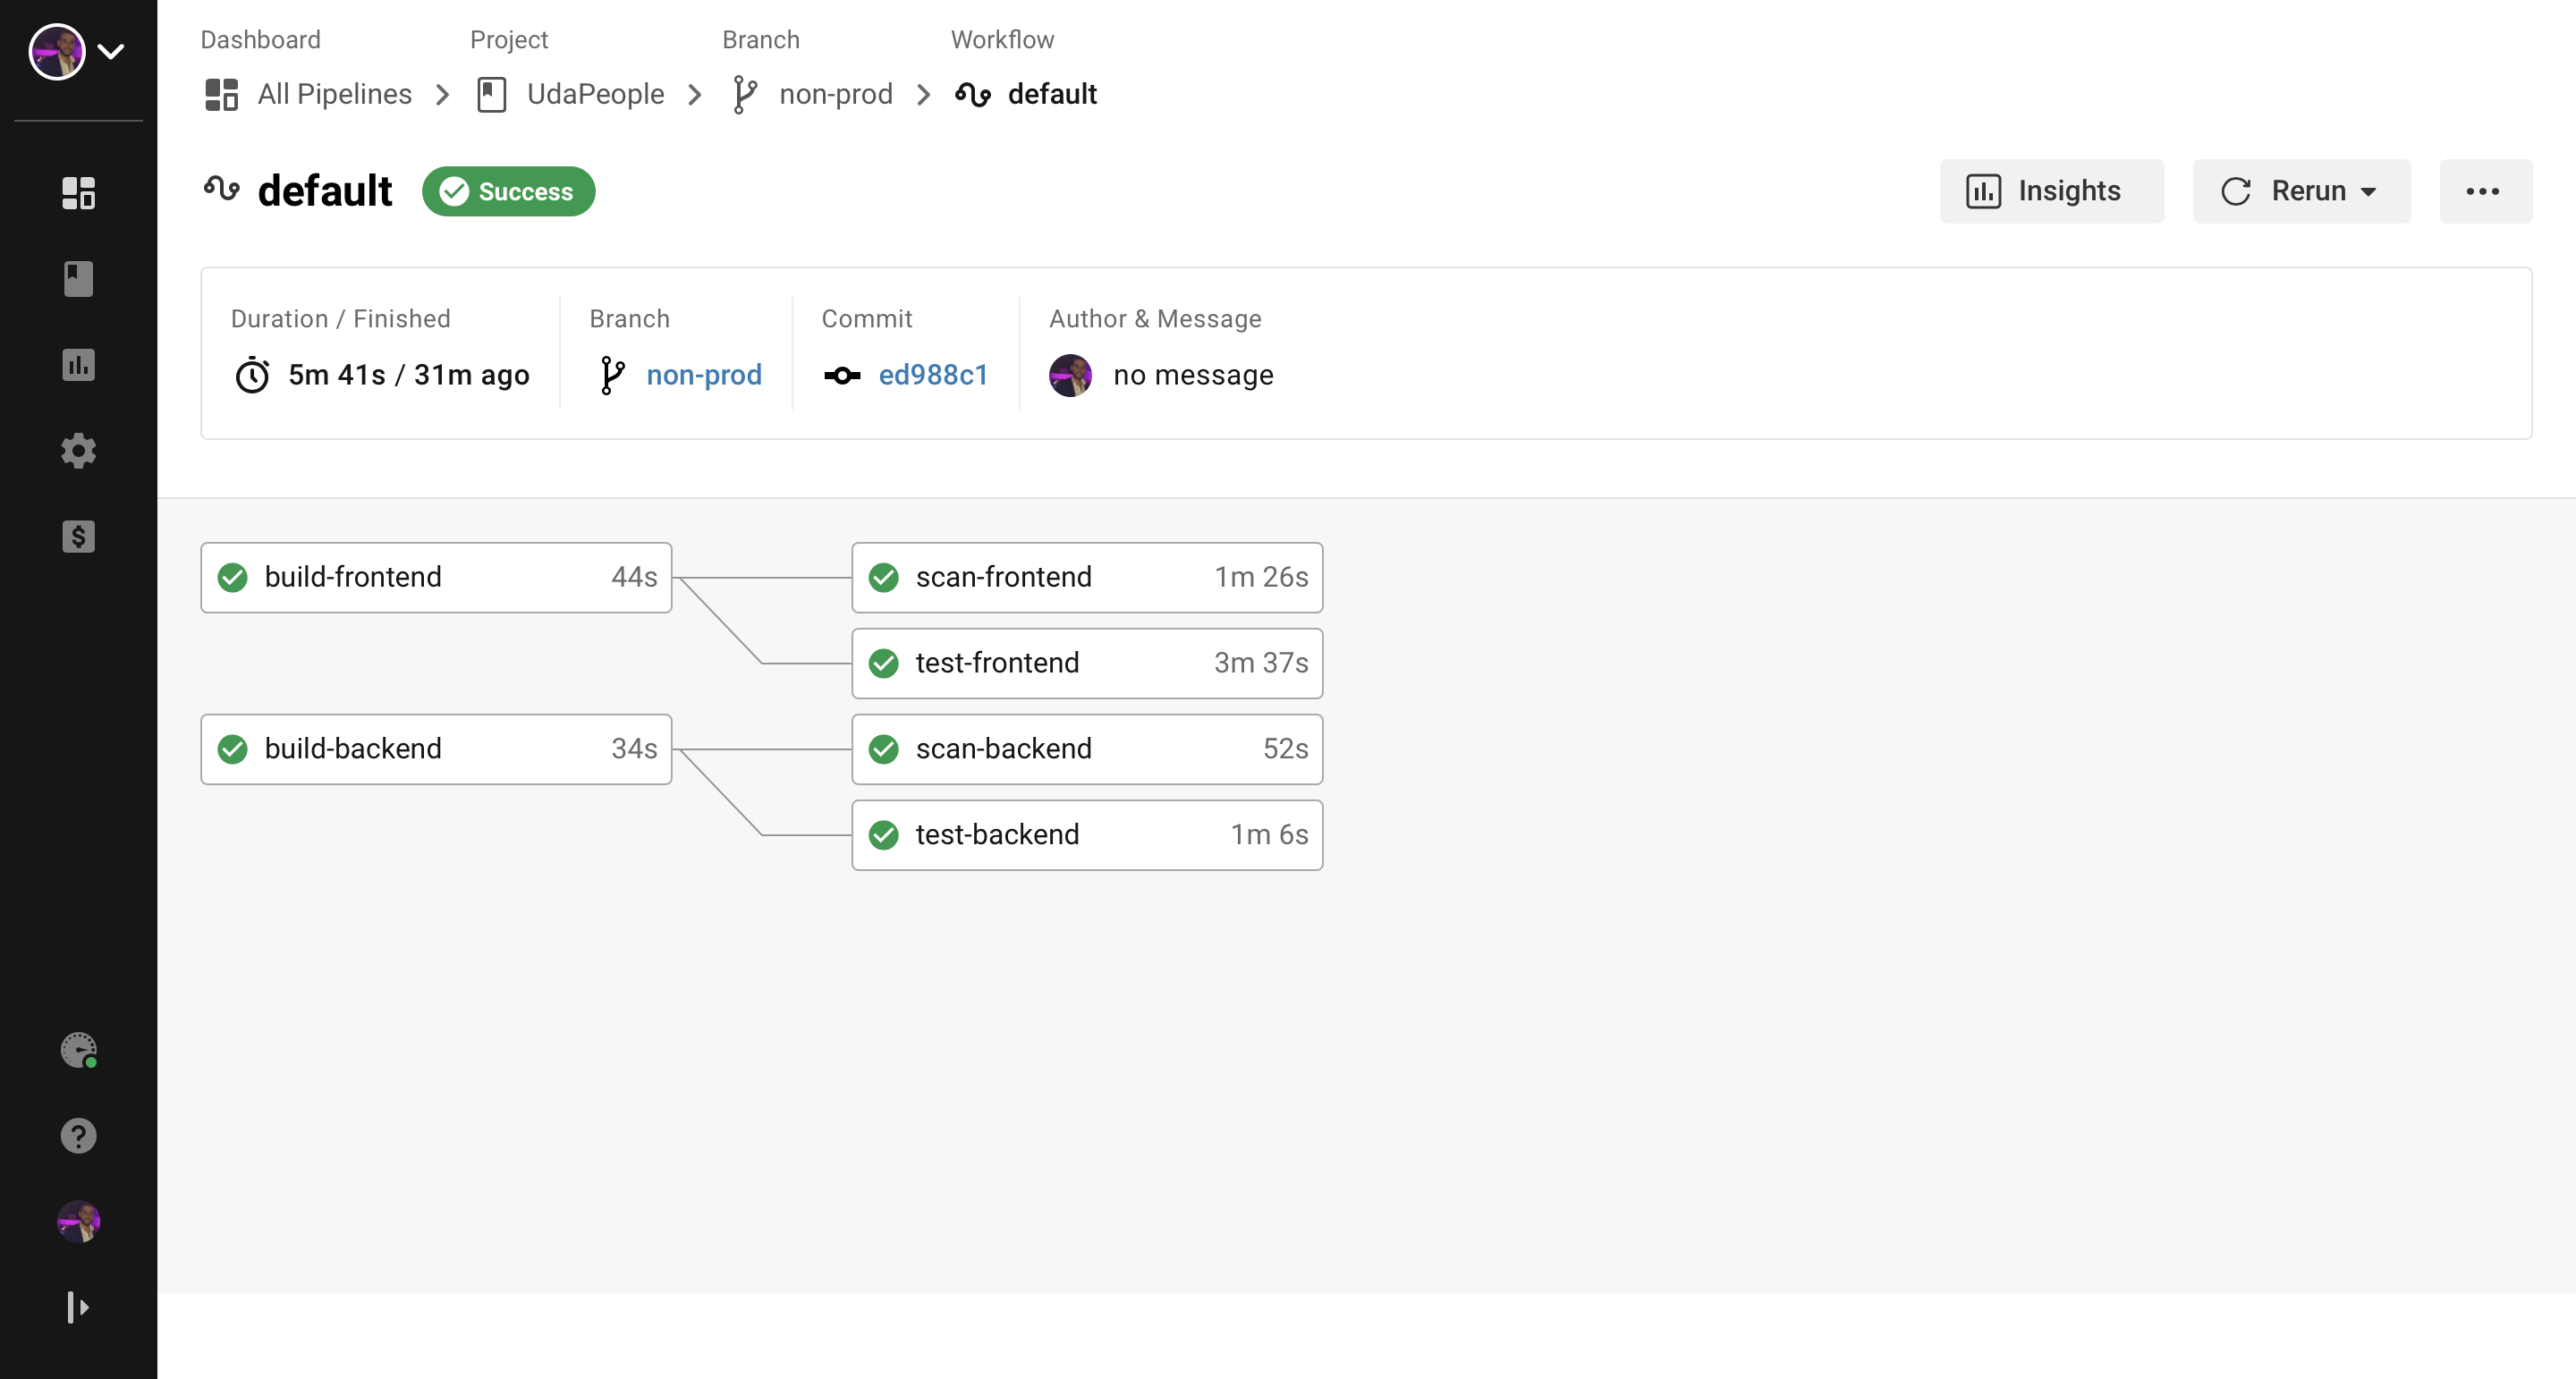 Dashboard Project Branch Workflow
All Pipelines UdaPeople non-prod default
default Success Insights Rerun
Duration / Finished Branch Commit Author & Message
5m 41s / 31m ago non-prod ed988c1 no message
build-frontend 44s scan-frontend 1m 26s
test-frontend 3m 37s
build-backend 34s scan-backend 52s
test-backend 1m 6s